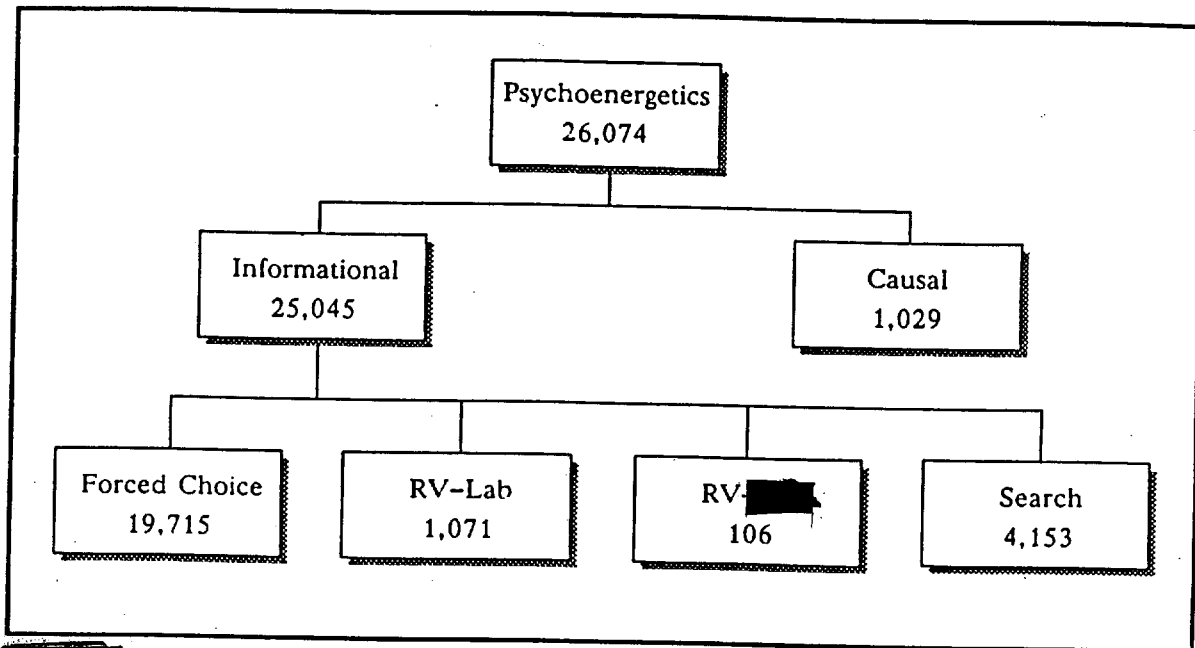 Psychoenergetics
26,074
Informational
25,045
Causal
1,029
Forced Choice
19,715
RV-Lab
1,071
RV-
106
Search
4,153